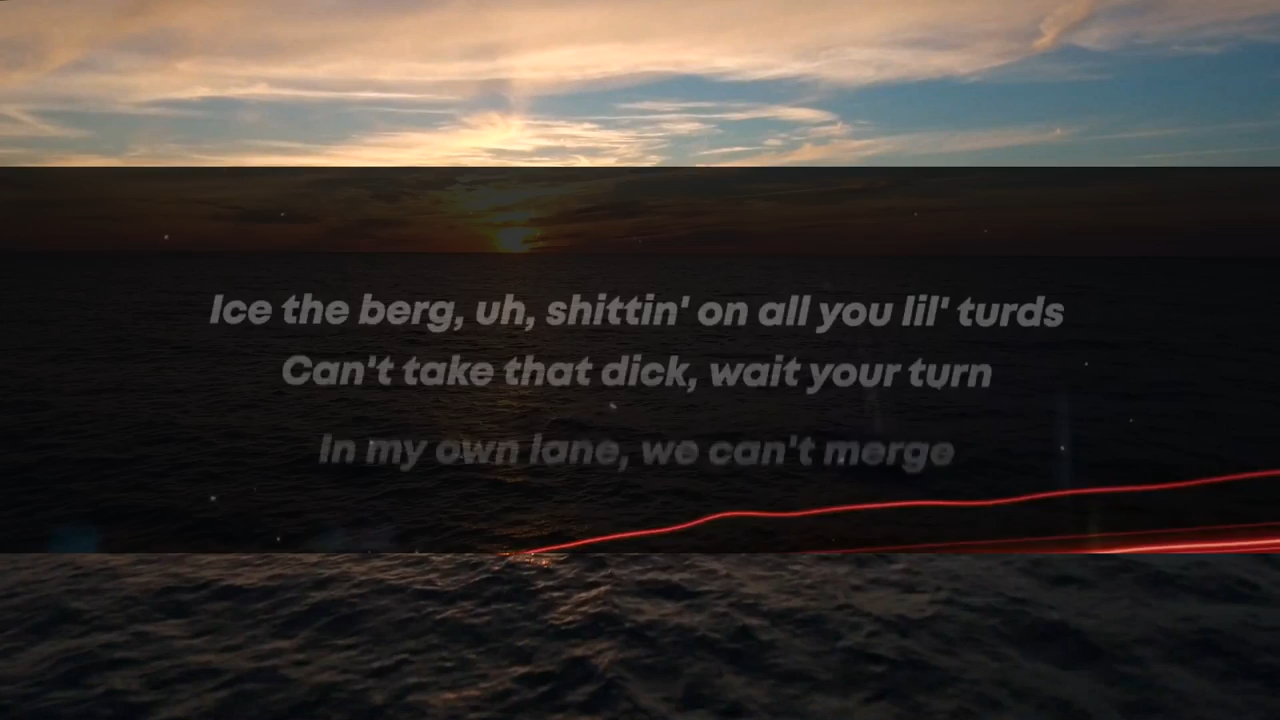 Ice the berg, uh, shittin' on all you lil' turds
Can't take that dick, wait your turn
In my own lane, we can't merge